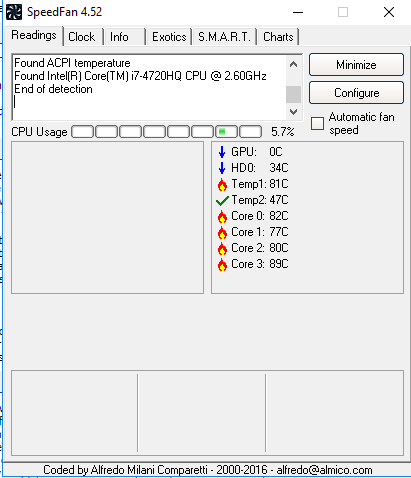 SpeedFan 4.52
Readings Clock Info Exotics S.M.A.R.T. Charts
Found ACPI temperature
Found Intel(R) Core(TM) i7-4720HQ CPU @ 2.60GHz
End of detection
Minimize
Configure
Automatic fan
speed
CPU Usage 5.7%
GPU: 0C
HD0: 34C
Temp1: 81C
Temp2: 47C
Core 0: 82C
Core 1: 77C
Core 2: 80C
Core 3: 89C
Coded by Alfredo Milani Comparetti - 2000-2016 - alfredo@almico.com